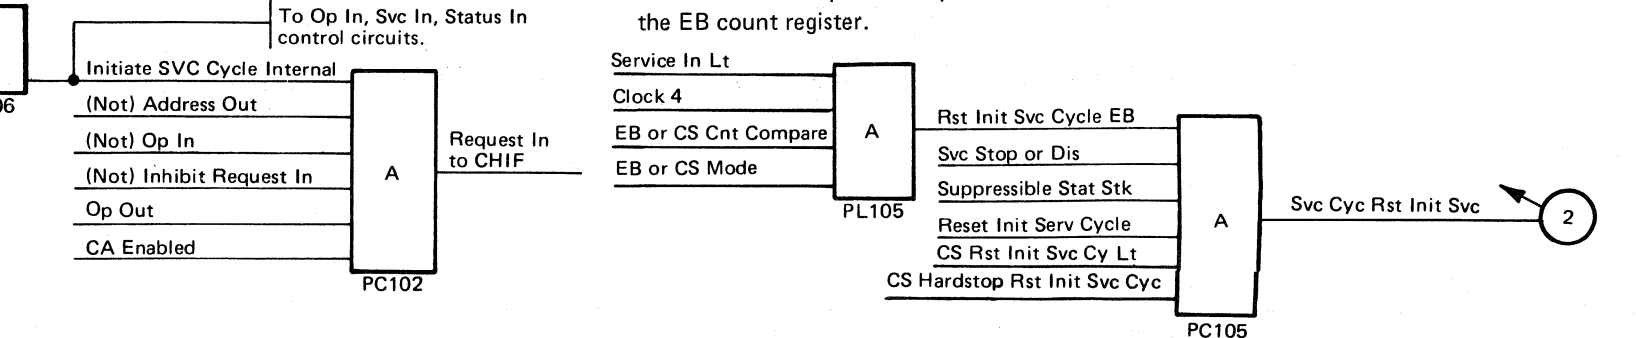 To Op In, Svc In, Status In
control circuits.
Initiate SVC Cycle Internal
(Not) Address Out
(Not) Op In
(Not) Inhibit Request In
Op Out
CA Enabled
A
PC102
Request In
to CHIF
the EB count register.
Service In Lt
Clock 4
EB or CS Cnt Compare
EB or CS Mode
A
PL105
Rst Init Svc Cycle EB
Svc Stop or Dis
Suppressible Stat Stk
Reset Init Serv Cycle
CS Rst Init Svc Cy Lt
CS Hardstop Rst Init Svc Cyc
A
PC105
Svc Cyc Rst Init Svc
2